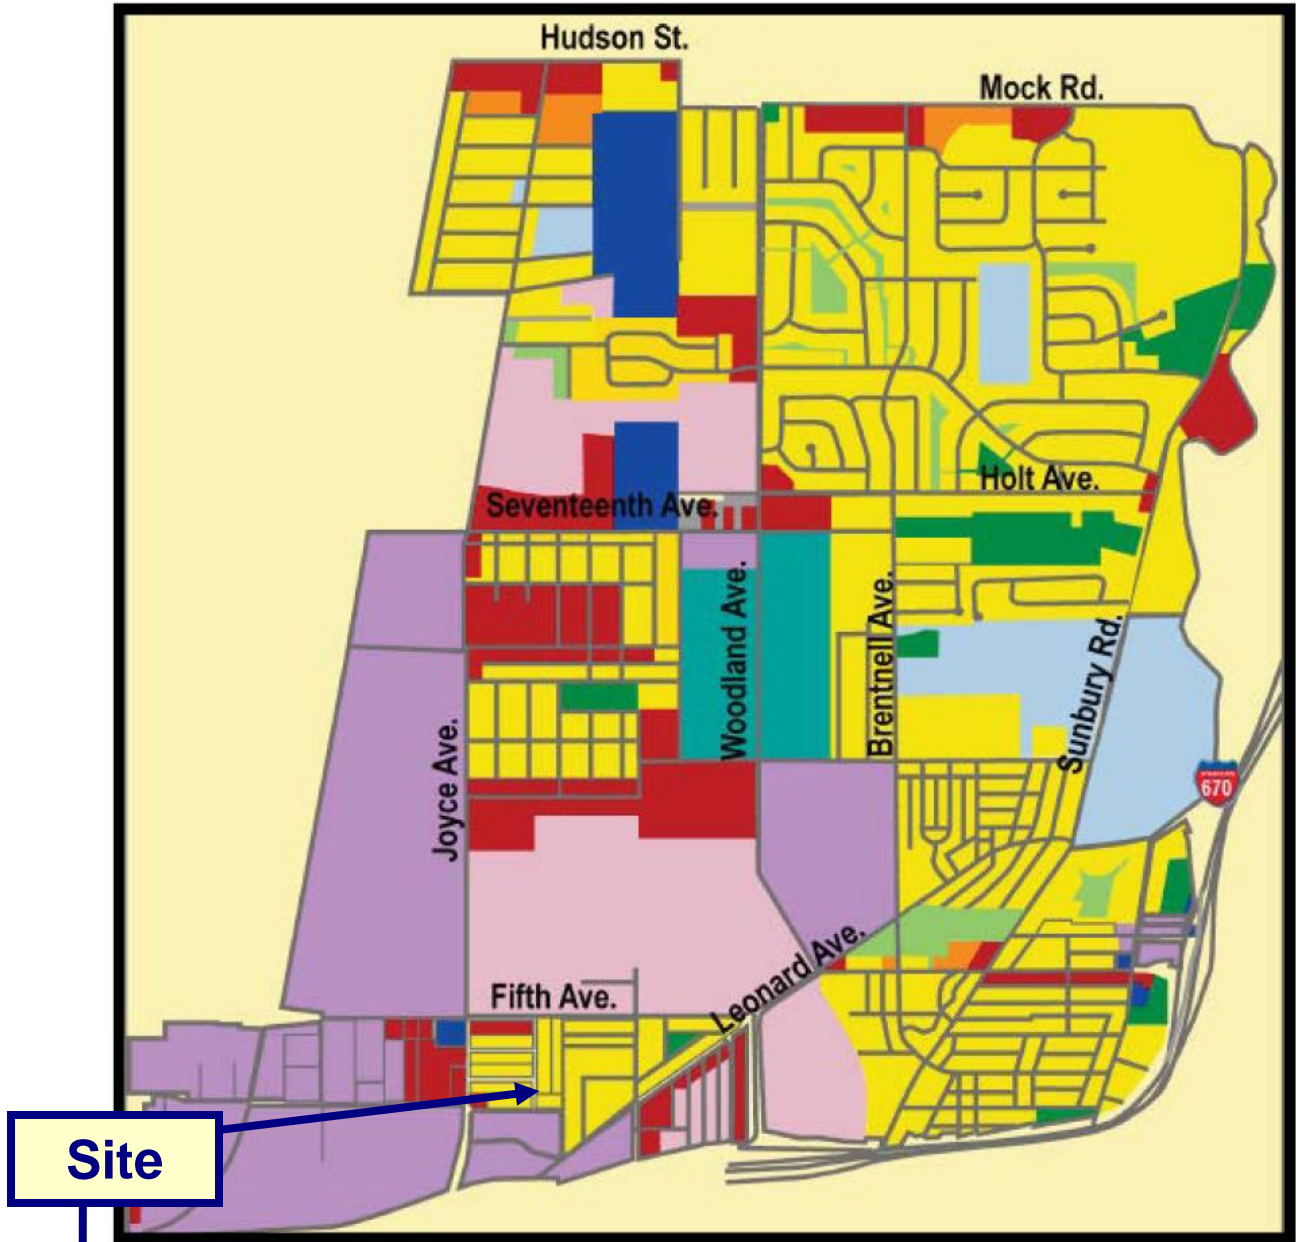 Hudson St.
Mock Rd.
Holt Ave.
Seventeenth Ave.
Woodland Ave.
Brentnell Ave.
Sunbury Rd.
Joyce Ave.
670
Leonard Ave.
Fifth Ave.
Site